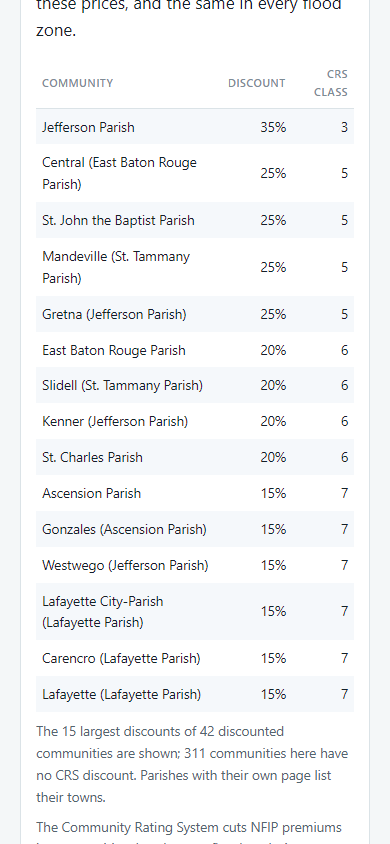 these prices, and the same in every flood
zone.
COMMUNITY DISCOUNT CRS CLASS
Jefferson Parish 35% 3
Central (East Baton Rouge
Parish) 25% 5
St. John the Baptist Parish 25% 5
Mandeville (St. Tammany
Parish) 25% 5
Gretna (Jefferson Parish) 25% 5
East Baton Rouge Parish 20% 6
Slidell (St. Tammany Parish) 20% 6
Kenner (Jefferson Parish) 20% 6
St. Charles Parish 20% 6
Ascension Parish 15% 7
Gonzales (Ascension Parish) 15% 7
Westwego (Jefferson Parish) 15% 7
Lafayette City-Parish
(Lafayette Parish) 15% 7
Carencro (Lafayette Parish) 15% 7
Lafayette (Lafayette Parish) 15% 7
The 15 largest discounts of 42 discounted
communities are shown; 311 communities here have
no CRS discount. Parishes with their own page list
their towns.
The Community Rating System cuts NFIP premiums